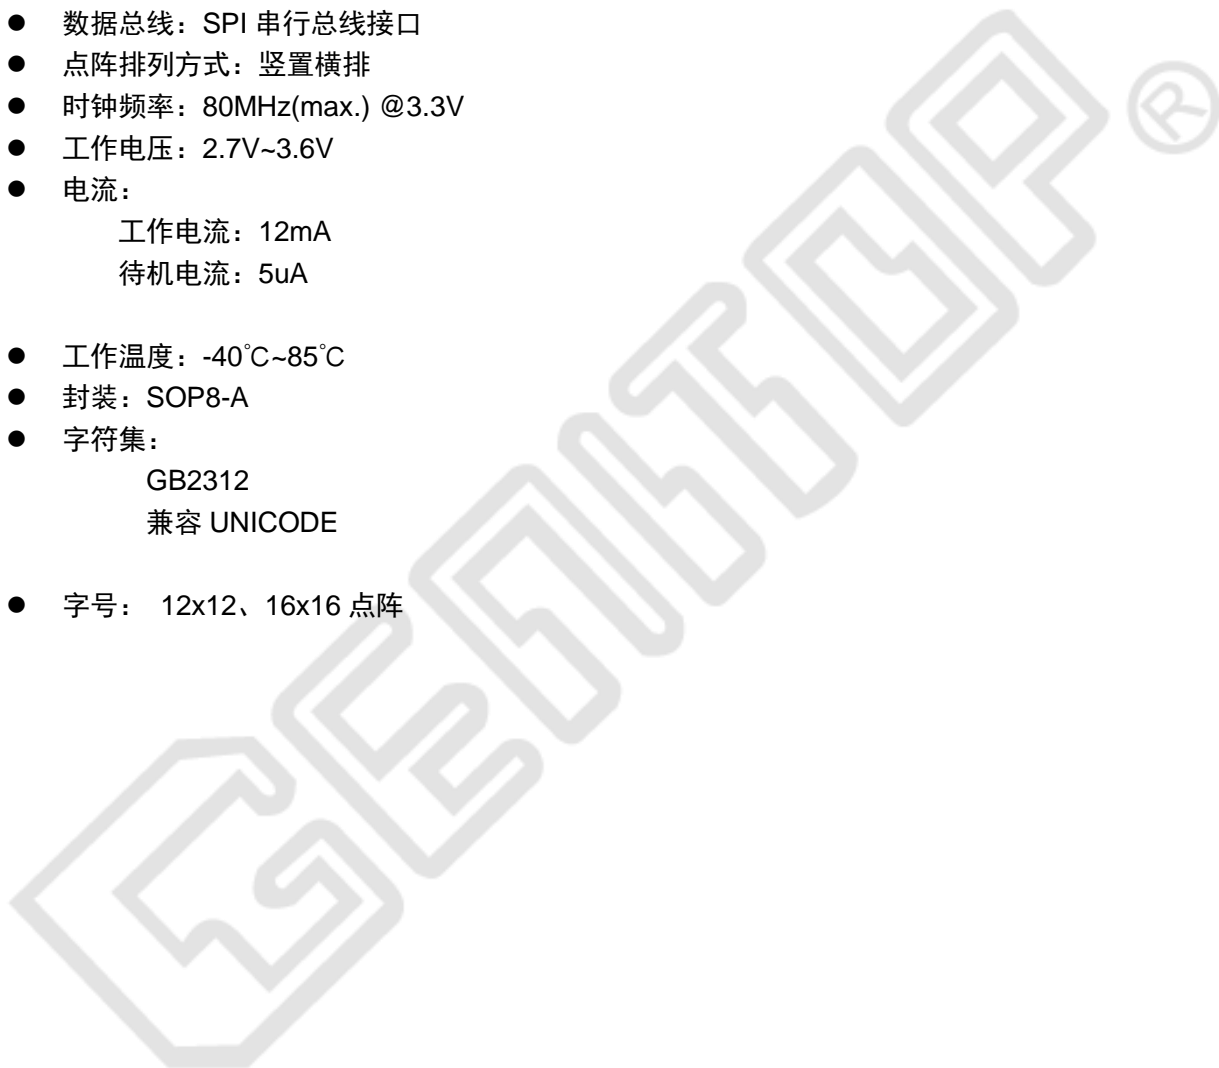 ● 数据总线：SPI 串行总线接口
● 点阵排列方式：竖置横排
● 时钟频率：80MHz(max.) @3.3V
● 工作电压：2.7V~3.6V
● 电流：
工作电流：12mA
待机电流：5uA
● 工作温度：-40℃~85℃
● 封装：SOP8-A
● 字符集：
GB2312
兼容 UNICODE
● 字号： 12x12、16x16 点阵
GENITOP®